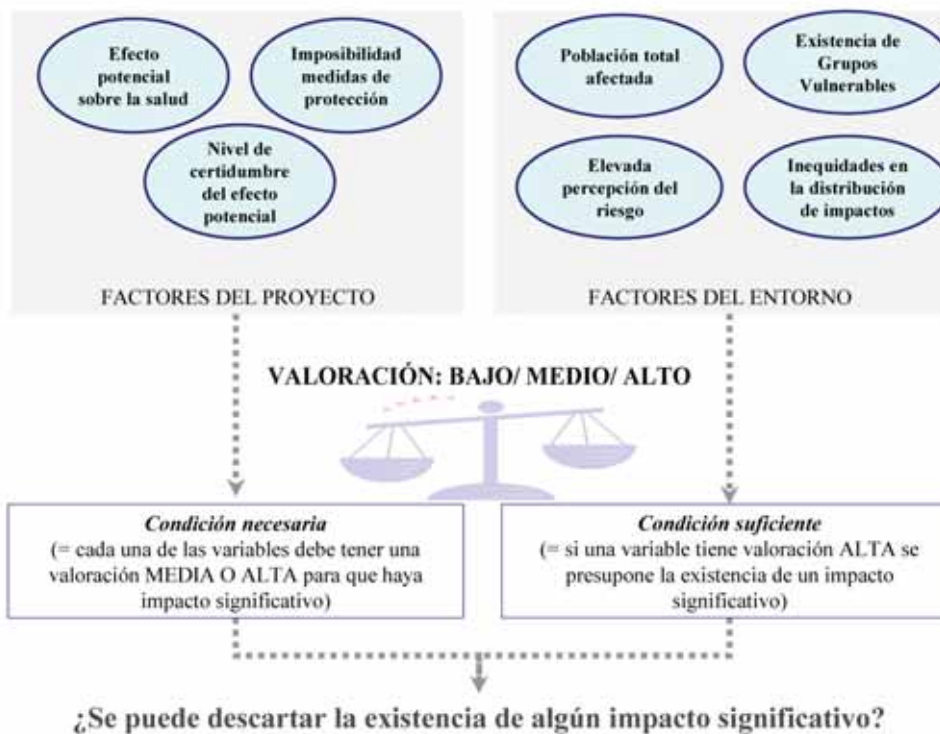 Efecto
potencial
sobre la salud
Imposibilidad
medidas de
protección
Nivel de
certidumbre
del efecto
potencial
FACTORES DEL PROYECTO
Población total
afectada
Existencia de
Grupos
Vulnerables
Elevada
percepción del
riesgo
Inequidades en
la distribución
de impactos
FACTORES DEL ENTORNO
VALORACIÓN: BAJO/ MEDIO/ ALTO
Condición necesaria
(= cada una de las variables debe tener una
valoración MEDIA O ALTA para que haya
impacto significativo)
Condición suficiente
(= si una variable tiene valoración ALTA se
presupone la existencia de un impacto
significativo)
¿Se puede descartar la existencia de algún impacto significativo?